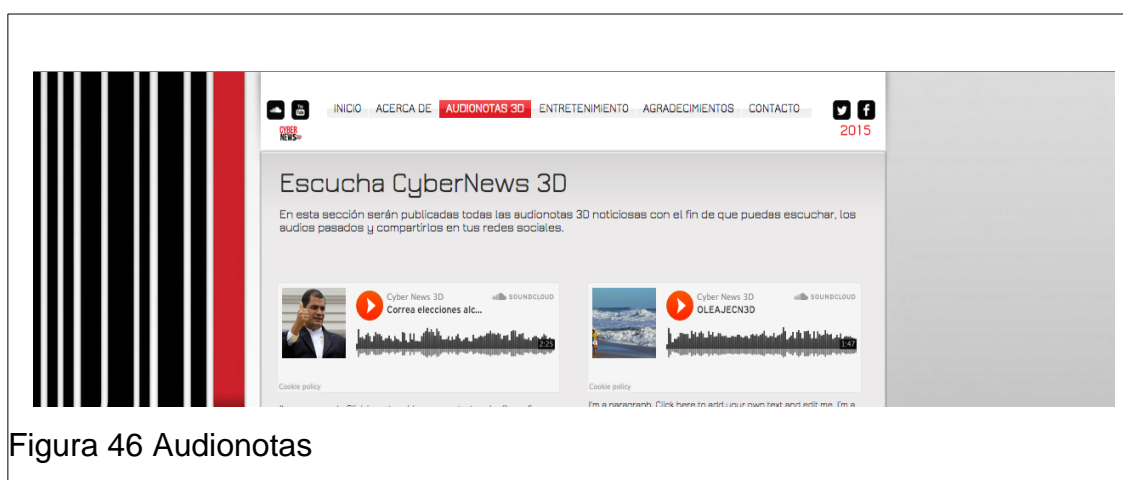 INICIO ACERCA DE AUDIONOTAS 3D ENTRETENIMIENTO AGRADECIMIENTOS CONTACTO
You
CYBER
NEWS3D
2015
Escucha CyberNews 3D
En esta sección serán publicadas todas las audionotas 3D noticiosas con el fin de que puedas escuchar, los
audios pasados y compartirlos en tus redes sociales.
Cyber News 3D
SOUNDCLOUD
Correa elecciones alc...
2:25
Cookie policy
Cyber News 3D
SOUNDCLOUD
OLEAJECN3D
1:47
Cookie policy
I'm a paragraph. Click here to add your own text and edit me. I'm a
Figura 46 Audionotas